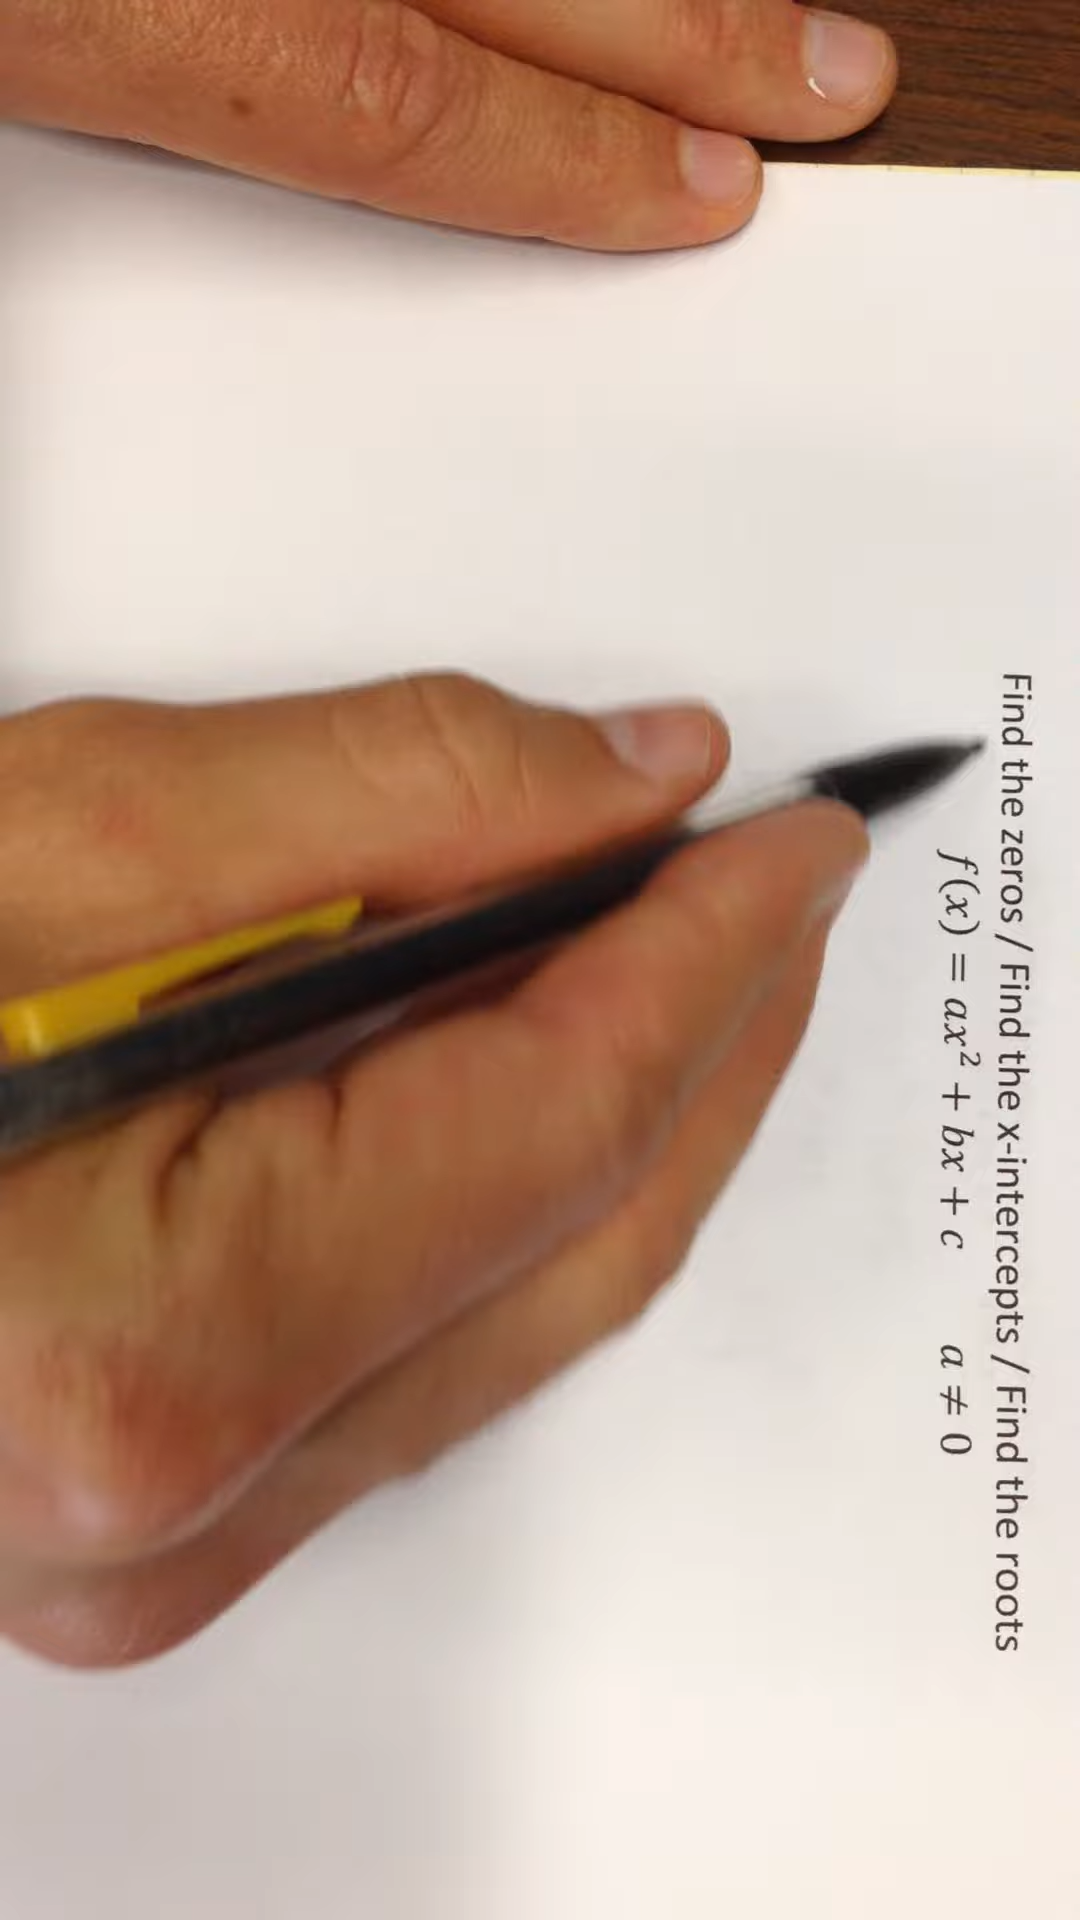 Find the zeros / Find the x-intercepts / Find the roots
f(x) = ax² + bx + c a ≠ 0